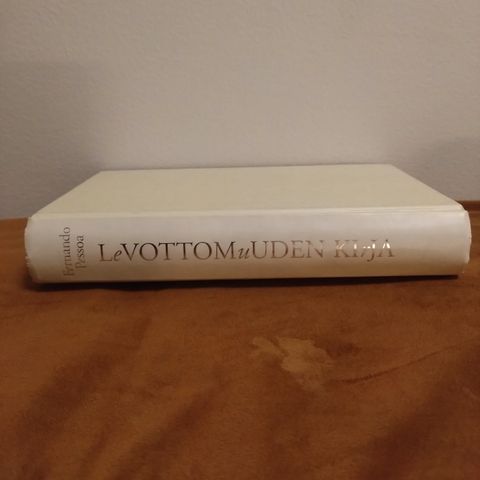 Fernando
Pessoa
LeVOTTOMuUDEN KIrJA